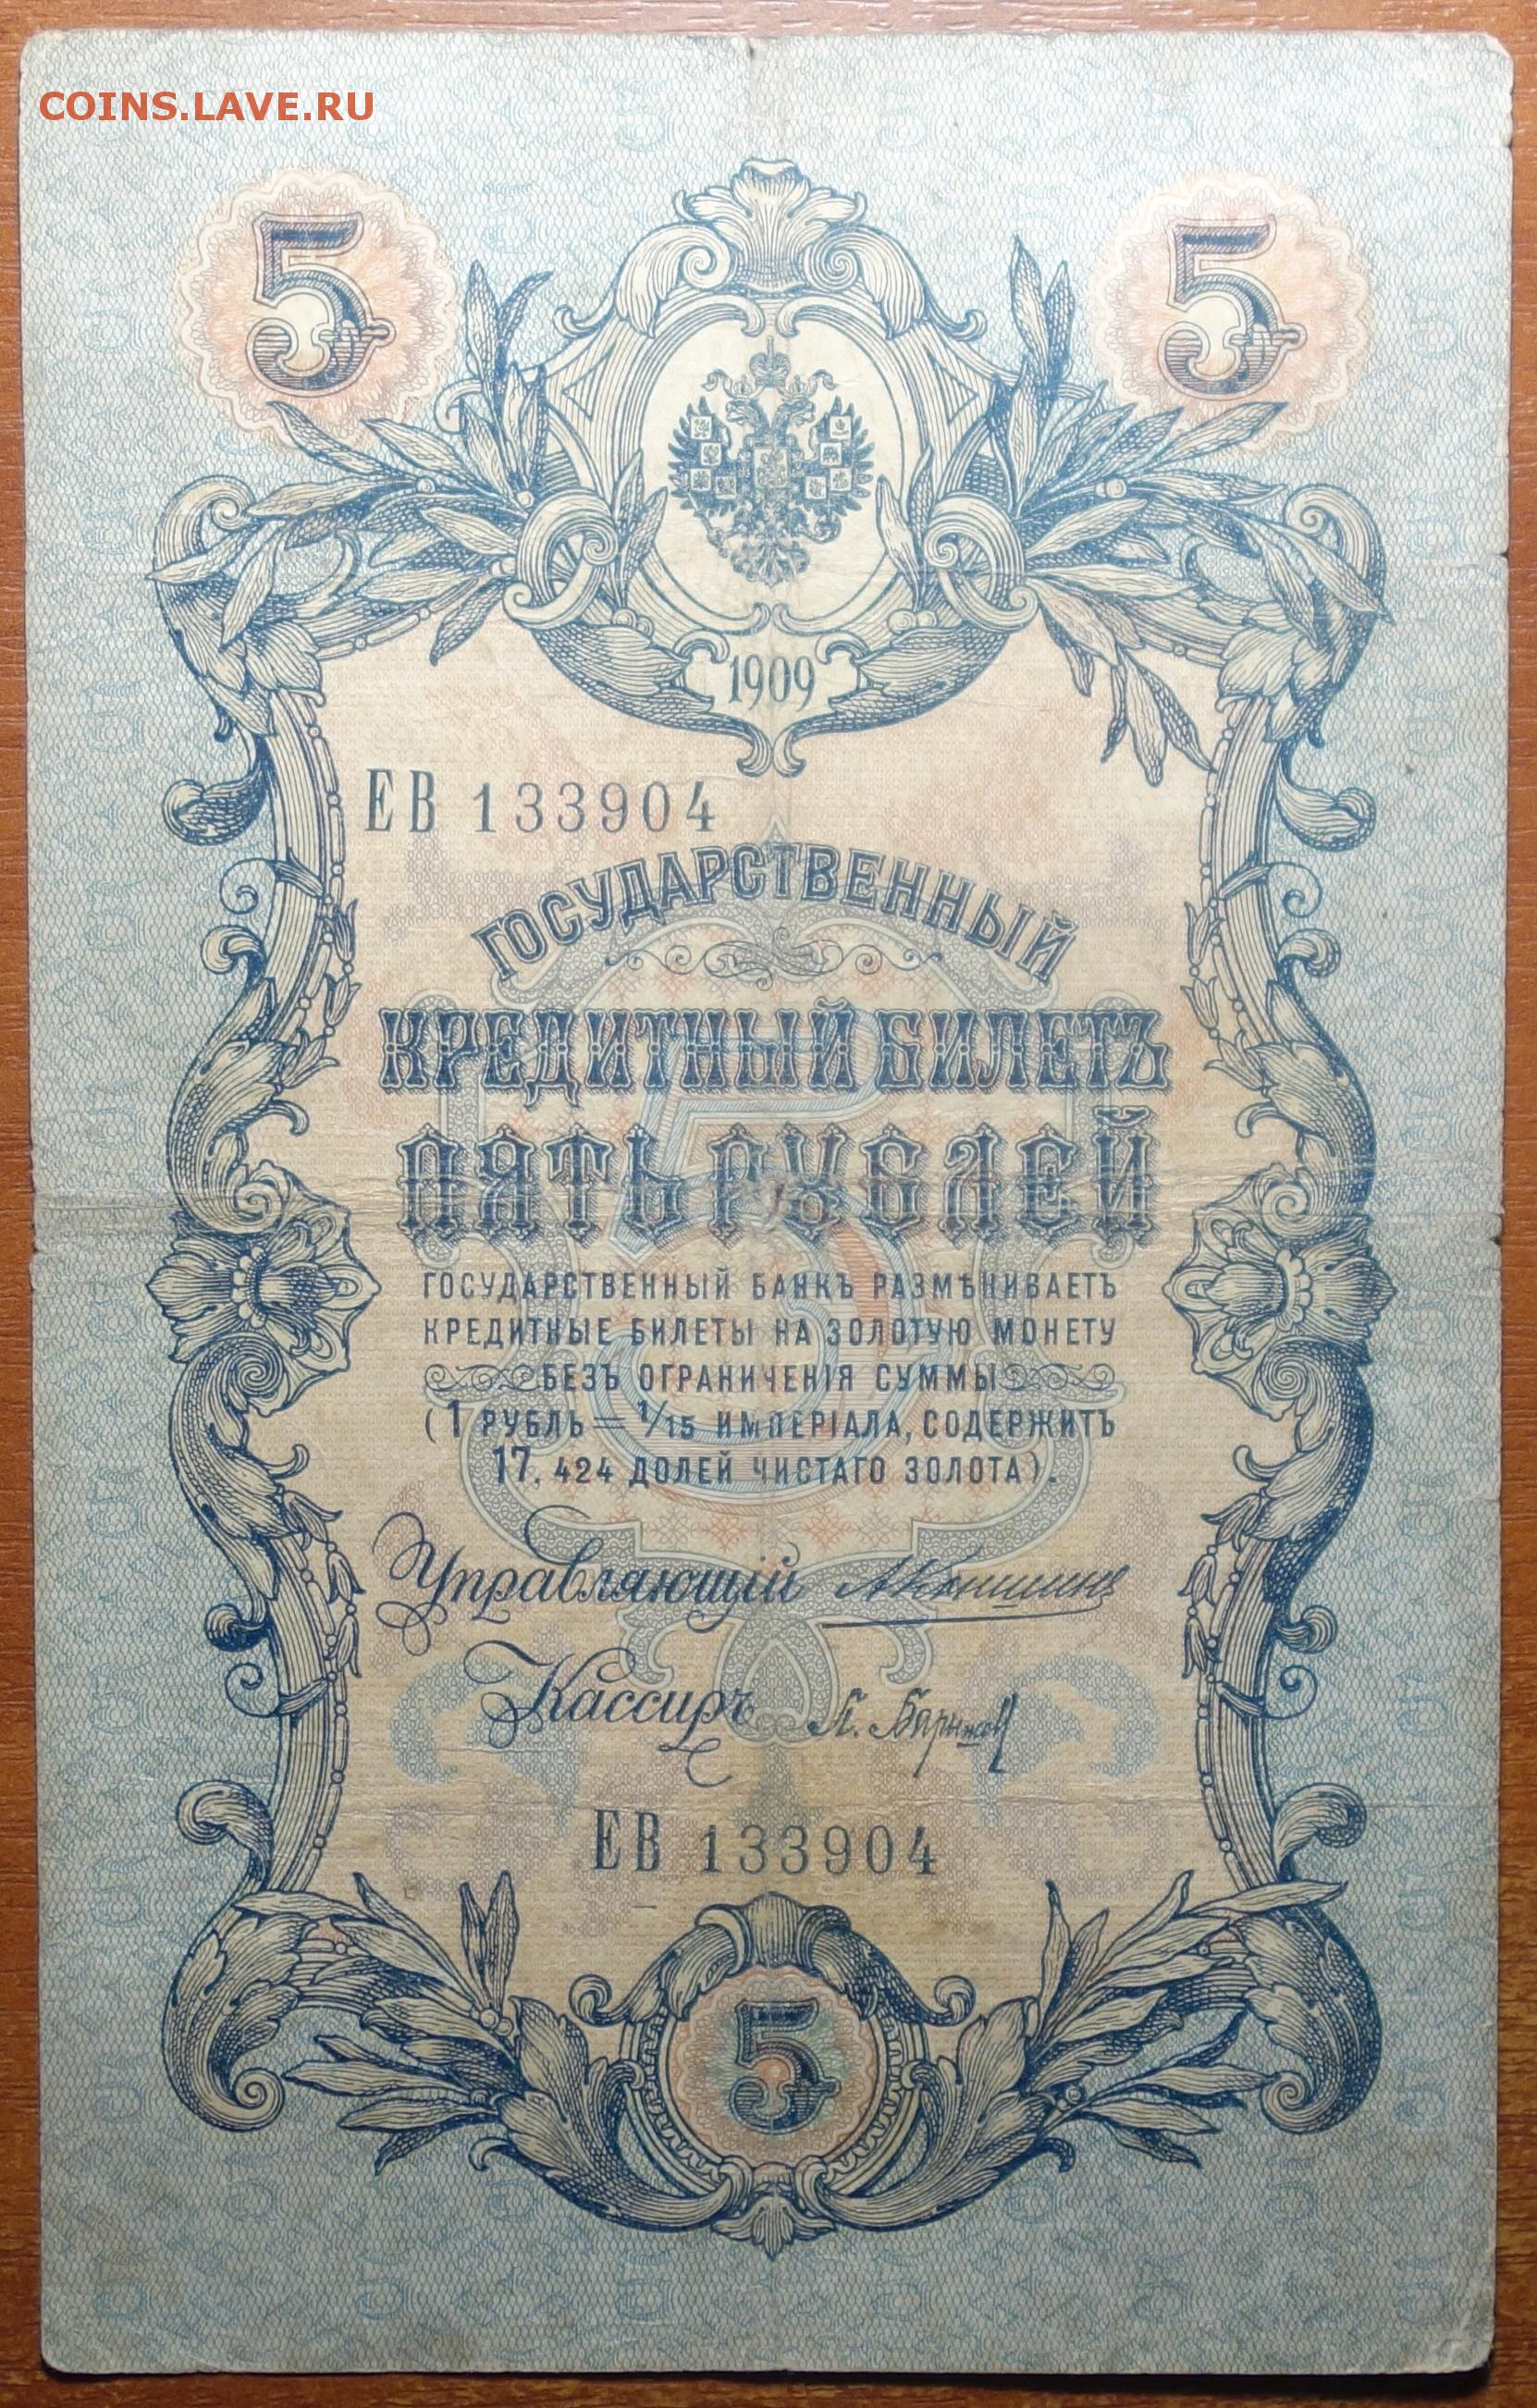 COINS.LAVE.RU
5 5
1909
ЕВ 133904
ГОСУДАРСТВЕННЫЙ
КРЕДИТНЫЙ БИЛЕТЪ
ПЯТЬ РУБЛЕЙ
ГОСУДАРСТВЕННЫЙ БАНКЪ РАЗМѢНИВАЕТЪ
КРЕДИТНЫЕ БИЛЕТЫ НА ЗОЛОТУЮ МОНЕТУ
БЕЗЪ ОГРАНИЧЕНІЯ СУММЫ
(1 РУБЛЬ = 1/15 ИМПЕРІАЛА, СОДЕРЖИТЪ
17, 424 ДОЛЕЙ ЧИСТАГО ЗОЛОТА).
Управляющій АКоншинъ
Кассиръ
ЕВ 133904
5